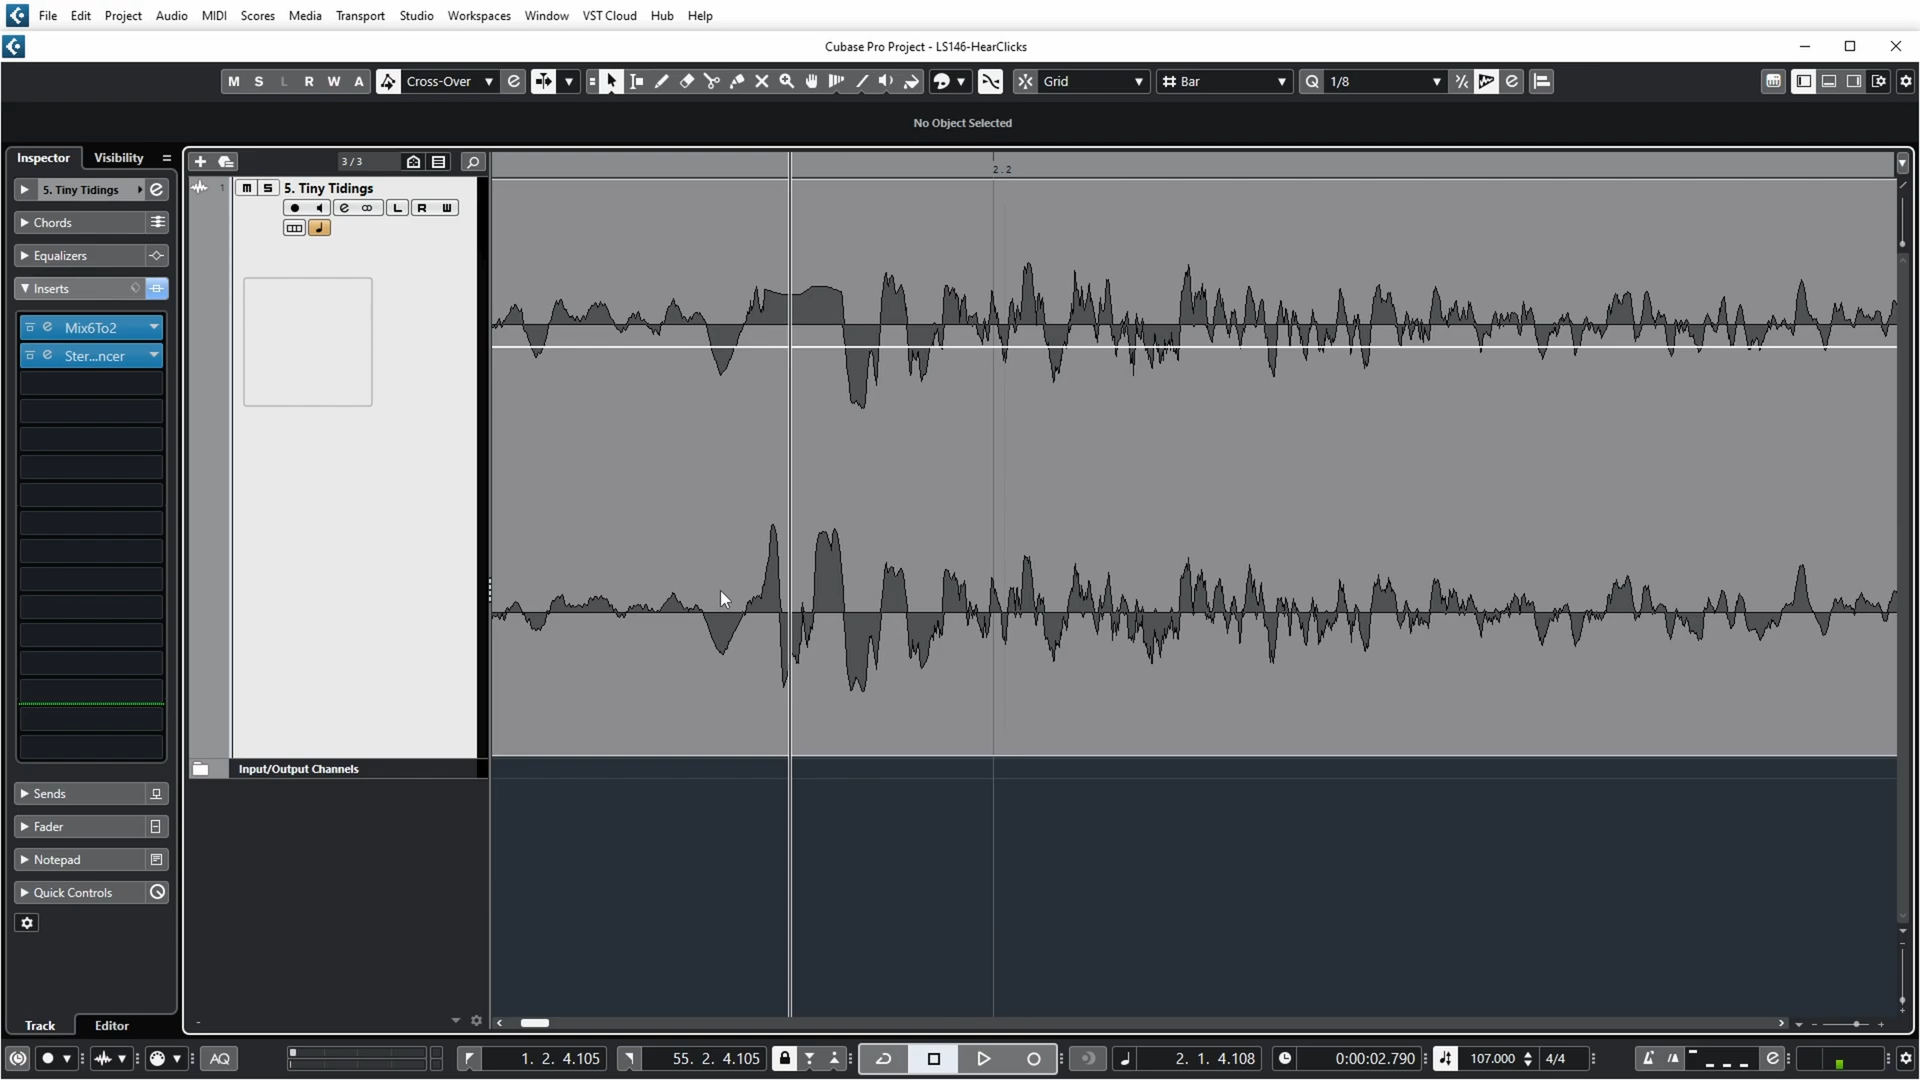 File Edit Project Audio MIDI Scores Media Transport Studio Workspaces Window VST Cloud Hub Help
Cubase Pro Project - LS146-HearClicks
M S L R W A Cross-Over Grid Bar Q 1/8
No Object Selected
Inspector Visibility
3/3
2.2
5. Tiny Tidings
1 m S 5. Tiny Tidings
L R W
Chords
Equalizers
Inserts
Mix6To2
Ster...ncer
Input/Output Channels
Sends
Fader
Notepad
Quick Controls
Track Editor
AQ 1. 2. 4.105 55. 2. 4.105 2. 1. 4.108 0:00:02.790 107.000 4/4